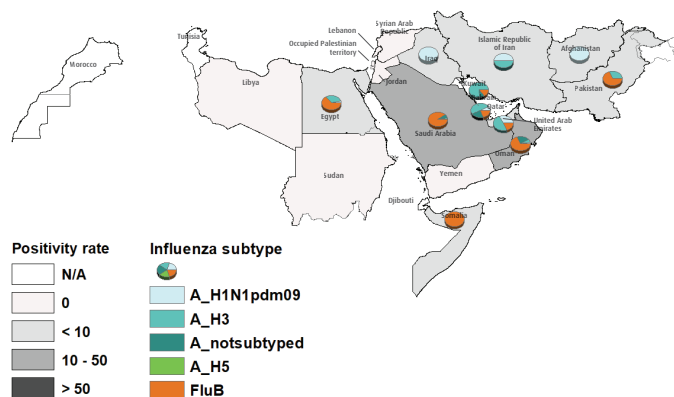 Tunisia
Lebanon
Syrian Arab
Republic
Occupied Palestinian
territory
Morocco
Iraq
Islamic Republic
of Iran
Afghanistan
Jordan
Kuwait
Pakistan
Libya
Egypt
Qatar
Saudi Arabia
United Arab
Emirates
Oman
Sudan
Yemen
Djibouti
Somalia
Positivity rate
N/A
0
< 10
10 - 50
> 50
Influenza subtype
A_H1N1pdm09
A_H3
A_notsubtyped
A_H5
FluB